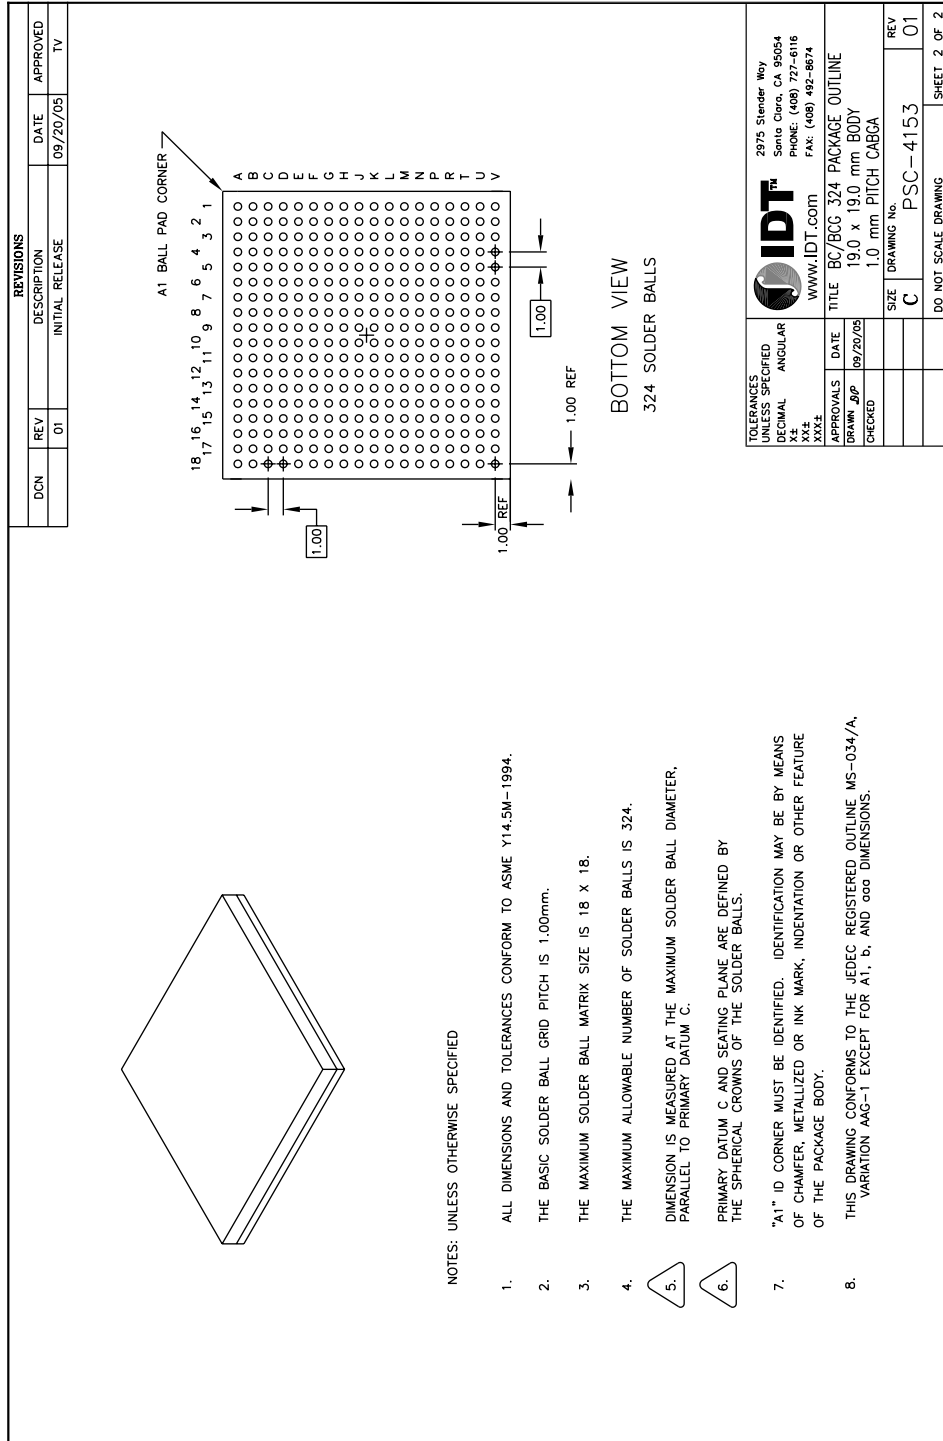 REVISIONS
DCN REV DESCRIPTION DATE APPROVED
01 INITIAL RELEASE 09/20/05 TV
A1 BALL PAD CORNER
18 17 16 15 14 13 12 11 10 9 8 7 6 5 4 3 2 1
A
B
C
D
E
F
G
H
J
K
L
M
N
P
R
T
U
V
1.00
1.00
1.00 REF
1.00 REF
BOTTOM VIEW
324 SOLDER BALLS
NOTES: UNLESS OTHERWISE SPECIFIED
1. ALL DIMENSIONS AND TOLERANCES CONFORM TO ASME Y14.5M-1994.
2. THE BASIC SOLDER BALL GRID PITCH IS 1.00mm.
3. THE MAXIMUM SOLDER BALL MATRIX SIZE IS 18 X 18.
4. THE MAXIMUM ALLOWABLE NUMBER OF SOLDER BALLS IS 324.
5. DIMENSION IS MEASURED AT THE MAXIMUM SOLDER BALL DIAMETER,
PARALLEL TO PRIMARY DATUM C.
6. PRIMARY DATUM C AND SEATING PLANE ARE DEFINED BY
THE SPHERICAL CROWNS OF THE SOLDER BALLS.
7. "A1" ID CORNER MUST BE IDENTIFIED. IDENTIFICATION MAY BE BY MEANS
OF CHAMFER, METALLIZED OR INK MARK, INDENTATION OR OTHER FEATURE
OF THE PACKAGE BODY.
8. THIS DRAWING CONFORMS TO THE JEDEC REGISTERED OUTLINE MS-034/A,
VARIATION AAG-1 EXCEPT FOR A1, b, AND aaa DIMENSIONS.
TOLERANCES
UNLESS SPECIFIED
DECIMAL ANGULAR
X±
XX±
XXX±
APPROVALS DATE
DRAWN 09/20/05
CHECKED
IDT™
www.IDT.com
2975 Stender Way
Santa Clara, CA 95054
PHONE: (408) 727-6116
FAX: (408) 492-8674
TITLE BC/BCG 324 PACKAGE OUTLINE
19.0 x 19.0 mm BODY
1.0 mm PITCH CABGA
SIZE DRAWING No. REV
C PSC-4153 01
DO NOT SCALE DRAWING SHEET 2 OF 2